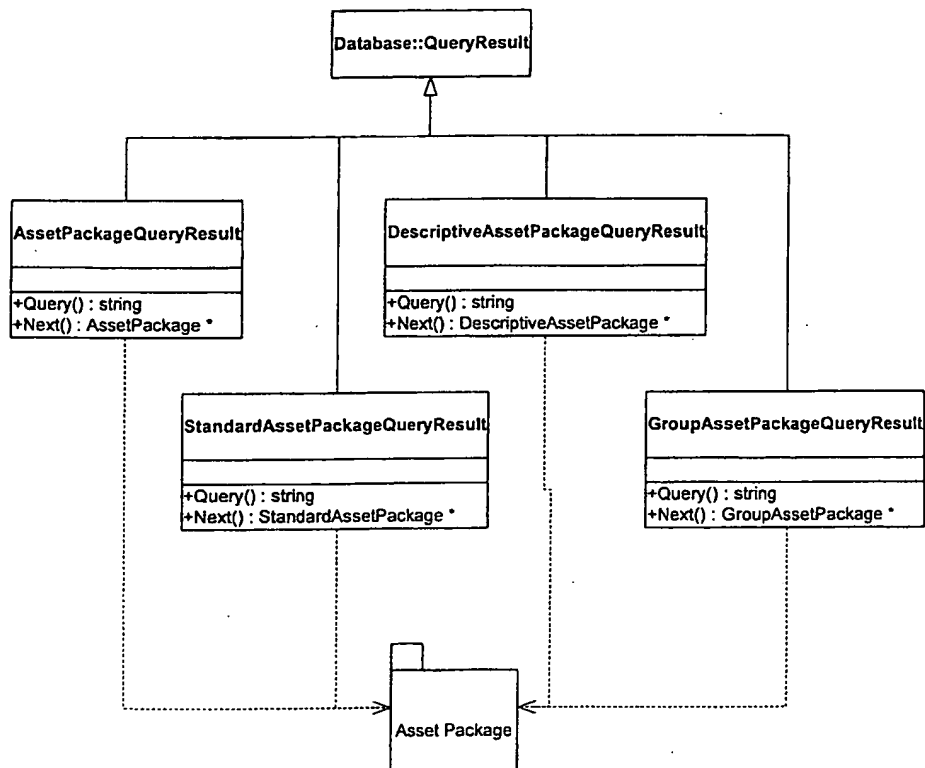 Database::QueryResult
AssetPackageQueryResult
+Query() : string
+Next() : AssetPackage *
DescriptiveAssetPackageQueryResult
+Query() : string
+Next() : DescriptiveAssetPackage *
StandardAssetPackageQueryResult
+Query() : string
+Next() : StandardAssetPackage *
GroupAssetPackageQueryResult
+Query() : string
+Next() : GroupAssetPackage *
Asset Package